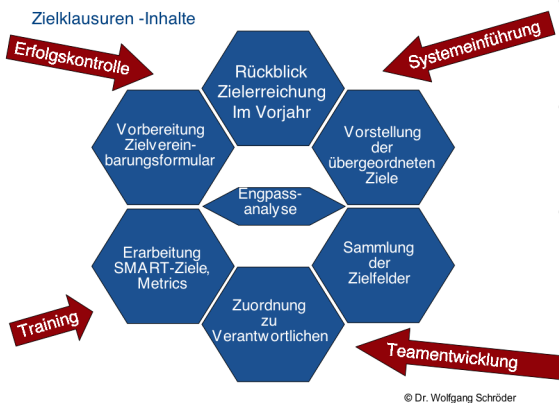 Zielklausuren -Inhalte
Erfolgskontrolle
Systemeinführung
Rückblick
Zielerreichung
Im Vorjahr
Vorbereitung
Zielverein-
barungsformular
Vorstellung
der
übergeordneten
Ziele
Engpass-
analyse
Erarbeitung
SMART-Ziele,
Metrics
Sammlung
der
Zielfelder
Zuordnung
zu
Verantwortlichen
Training
Teamentwicklung
© Dr. Wolfgang Schröder